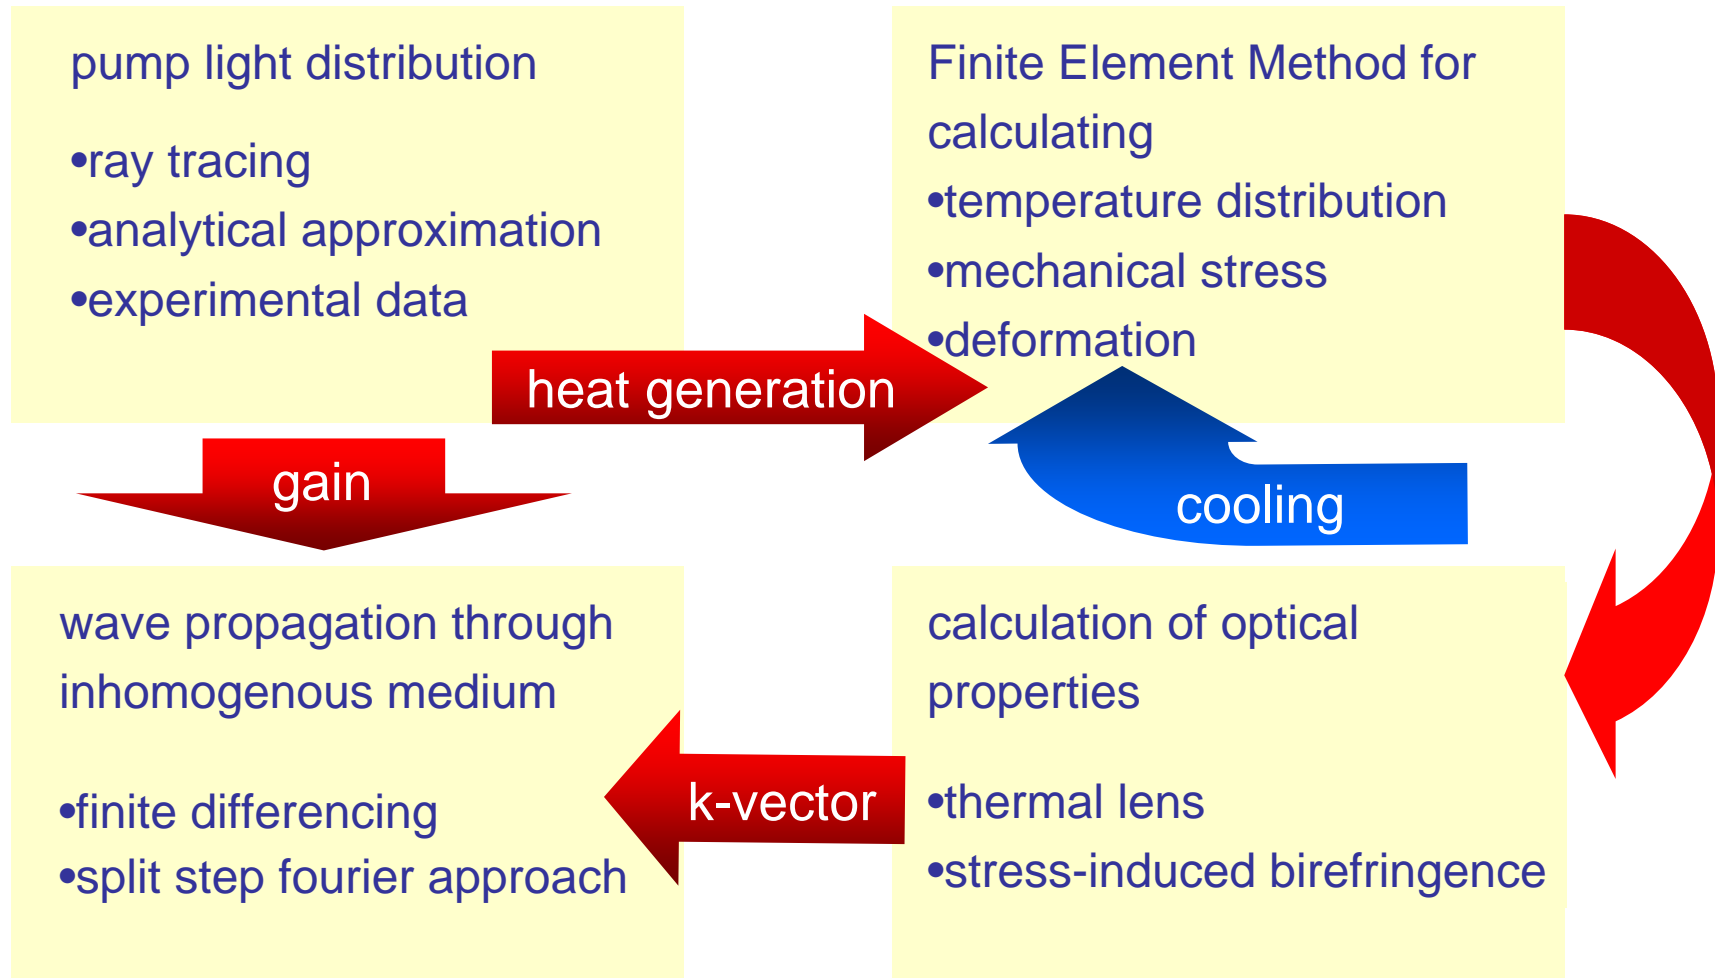 pump light distribution
•ray tracing
•analytical approximation
•experimental data
Finite Element Method for
calculating
•temperature distribution
•mechanical stress
•deformation
heat generation
gain
cooling
wave propagation through
inhomogenous medium
•finite differencing
•split step fourier approach
k-vector
calculation of optical
properties
•thermal lens
•stress-induced birefringence